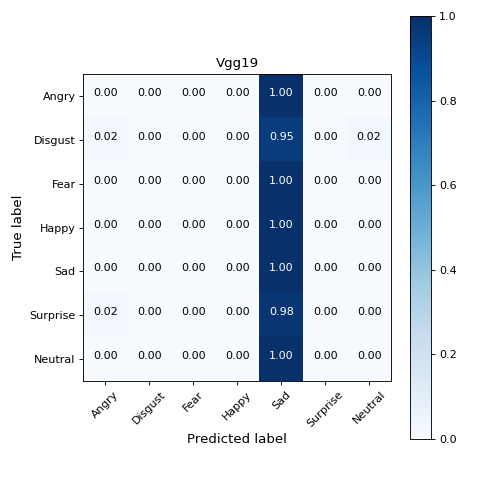 Vgg19
1.0
0.8
0.6
0.4
0.2
0.0
True label
Angry 0.00 0.00 0.00 0.00 1.00 0.00 0.00
Disgust 0.02 0.00 0.00 0.00 0.95 0.00 0.02
Fear 0.00 0.00 0.00 0.00 1.00 0.00 0.00
Happy 0.00 0.00 0.00 0.00 1.00 0.00 0.00
Sad 0.00 0.00 0.00 0.00 1.00 0.00 0.00
Surprise 0.02 0.00 0.00 0.00 0.98 0.00 0.00
Neutral 0.00 0.00 0.00 0.00 1.00 0.00 0.00
Angry Disgust Fear Happy Sad Surprise Neutral
Predicted label